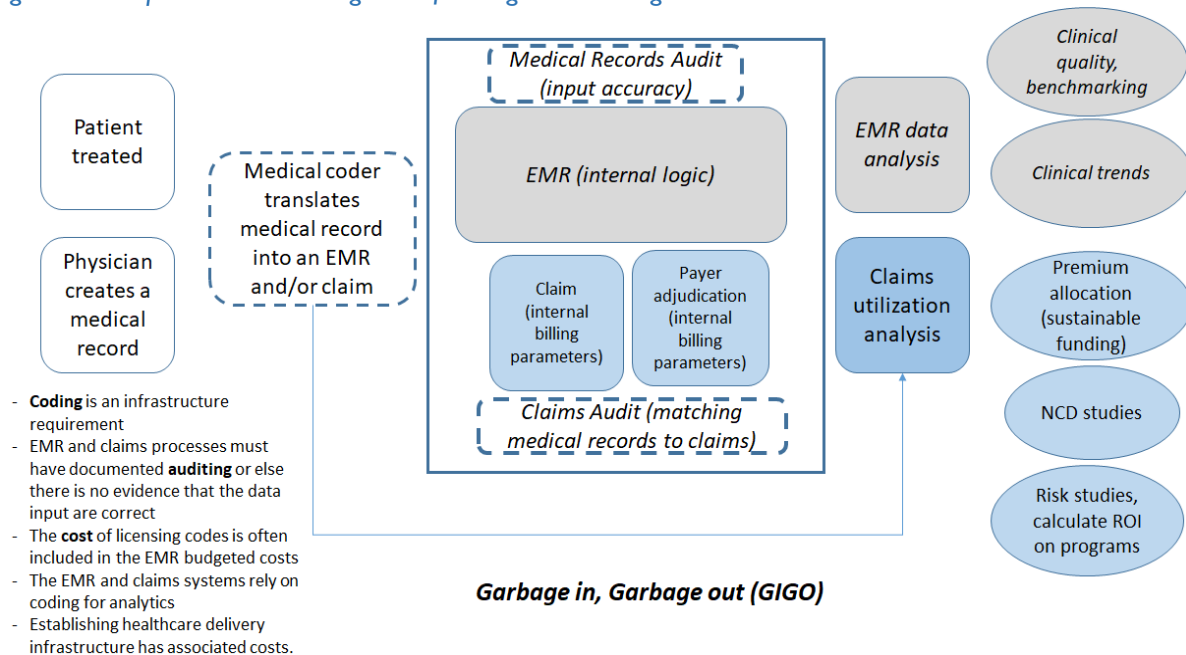 Patient
treated
Physician
creates a
medical
record
Medical coder
translates
medical record
into an EMR
and/or claim
Medical Records Audit
(input accuracy)
EMR (internal logic)
Claim
(internal
billing
parameters)
Payer
adjudication
(internal
billing
parameters)
Claims Audit (matching
medical records to claims)
EMR data
analysis
Claims
utilization
analysis
Clinical
quality,
benchmarking
Clinical trends
Premium
allocation
(sustainable
funding)
NCD studies
Risk studies,
calculate ROI
on programs
- Coding is an infrastructure
requirement
- EMR and claims processes must
have documented auditing or else
there is no evidence that the data
input are correct
- The cost of licensing codes is often
included in the EMR budgeted costs
- The EMR and claims systems rely on
coding for analytics
- Establishing healthcare delivery
infrastructure has associated costs.
Garbage in, Garbage out (GIGO)